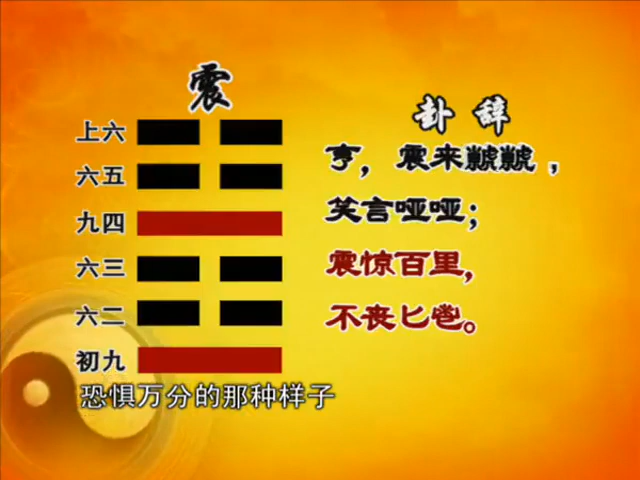 震
上六
六五
九四
六三
六二
初九
卦辞
亨，震来虩虩，
笑言哑哑；
震惊百里，
不丧匕鬯。
恐惧万分的那种样子